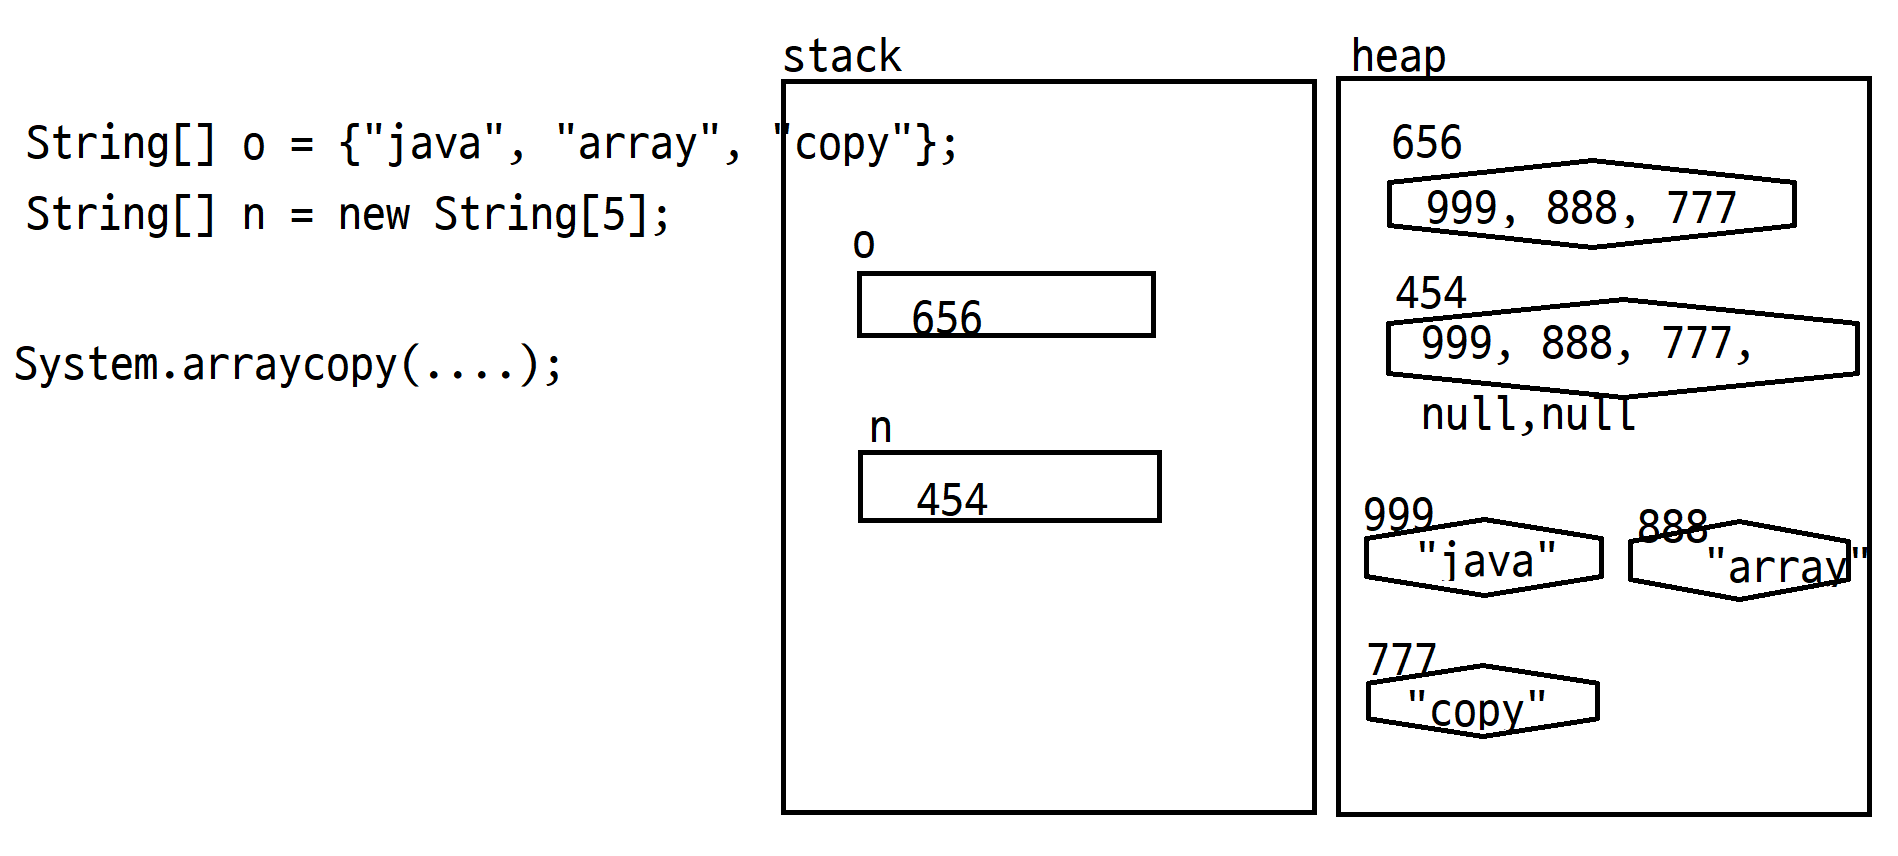 String[] o = {"java", "array", "copy"};
String[] n = new String[5];
System.arraycopy(....);
stack
o
656
n
454
heap
656
999, 888, 777
454
999, 888, 777,
null,null
999
"java"
888
"array"
777
"copy"